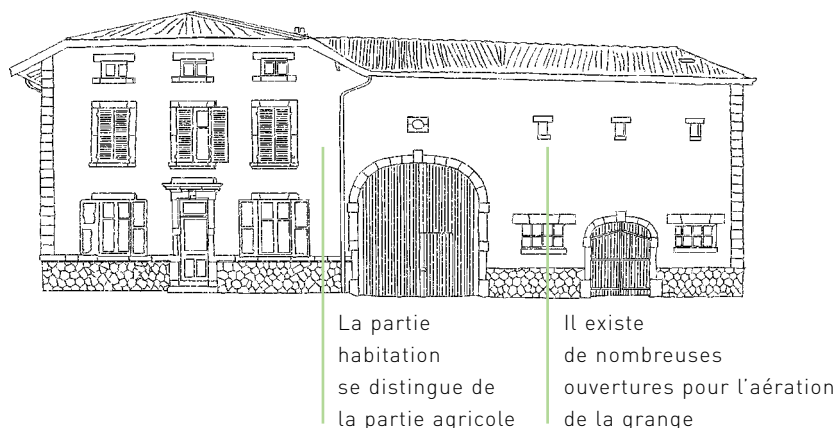 La partie
habitation
se distingue de
la partie agricole
Il existe
de nombreuses
ouvertures pour l'aération
de la grange